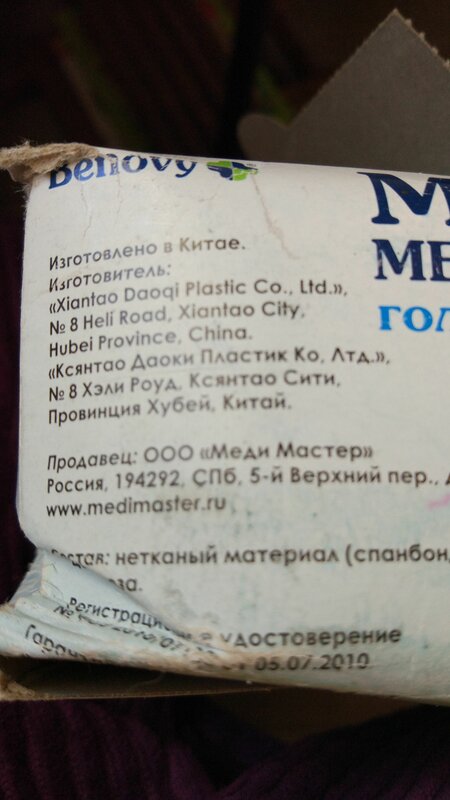 Benovy
М
МЕ
ГОЛ
Изготовлено в Китае.
Изготовитель:
«Xiantao Daoqi Plastic Co., Ltd.»,
№ 8 Heli Road, Xiantao City,
Hubei Province, China.
«Ксянтао Даоки Пластик Ко, Лтд.»,
№ 8 Хэли Роуд, Ксянтао Сити,
Провинция Хубей, Китай.
Продавец: ООО «Меди Мастер»
Россия, 194292, СПб, 5-й Верхний пер.,
www.medimaster.ru
нетканый материал (спанбонд,
удостоверение
05.07.2010